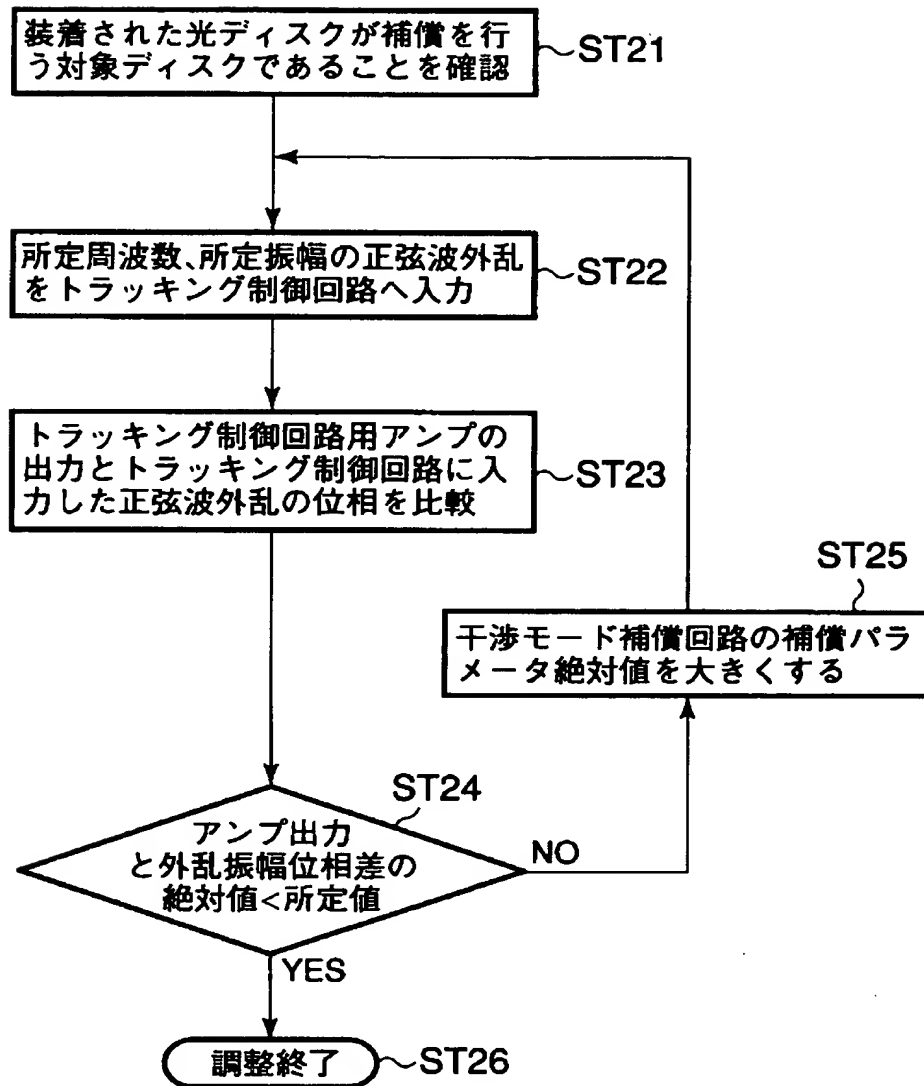 装着された光ディスクが補償を行
う対象ディスクであることを確認
ST21
所定周波数、所定振幅の正弦波外乱
をトラッキング制御回路へ入力
ST22
トラッキング制御回路用アンプの
出力とトラッキング制御回路に入
力した正弦波外乱の位相を比較
ST23
ST25
干渉モード補償回路の補償パラ
メータ絶対値を大きくする
ST24
アンプ出力
と外乱振幅位相差の
絶対値<所定値
NO
YES
調整終了
ST26